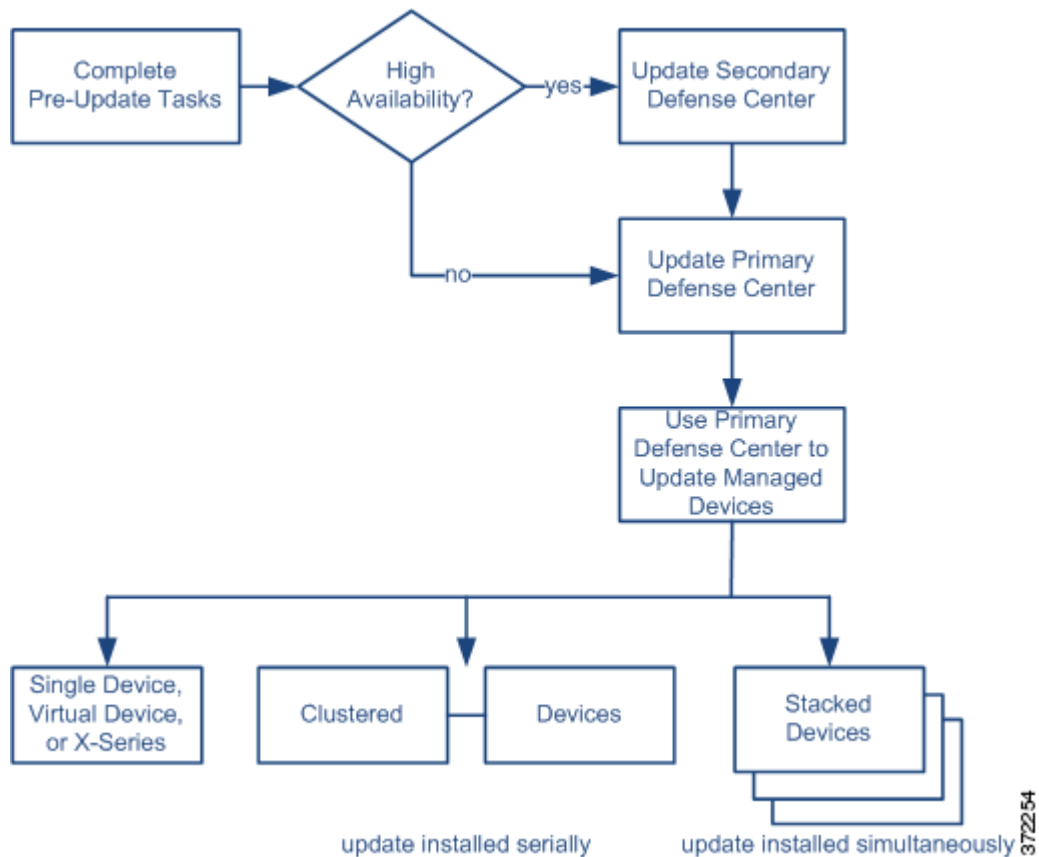 Complete
Pre-Update Tasks
High
Availability?
yes
Update Secondary
Defense Center
no
Update Primary
Defense Center
Use Primary
Defense Center to
Update Managed
Devices
Single Device,
Virtual Device,
or X-Series
Clustered
Devices
Stacked
Devices
update installed serially
update installed simultaneously
372254